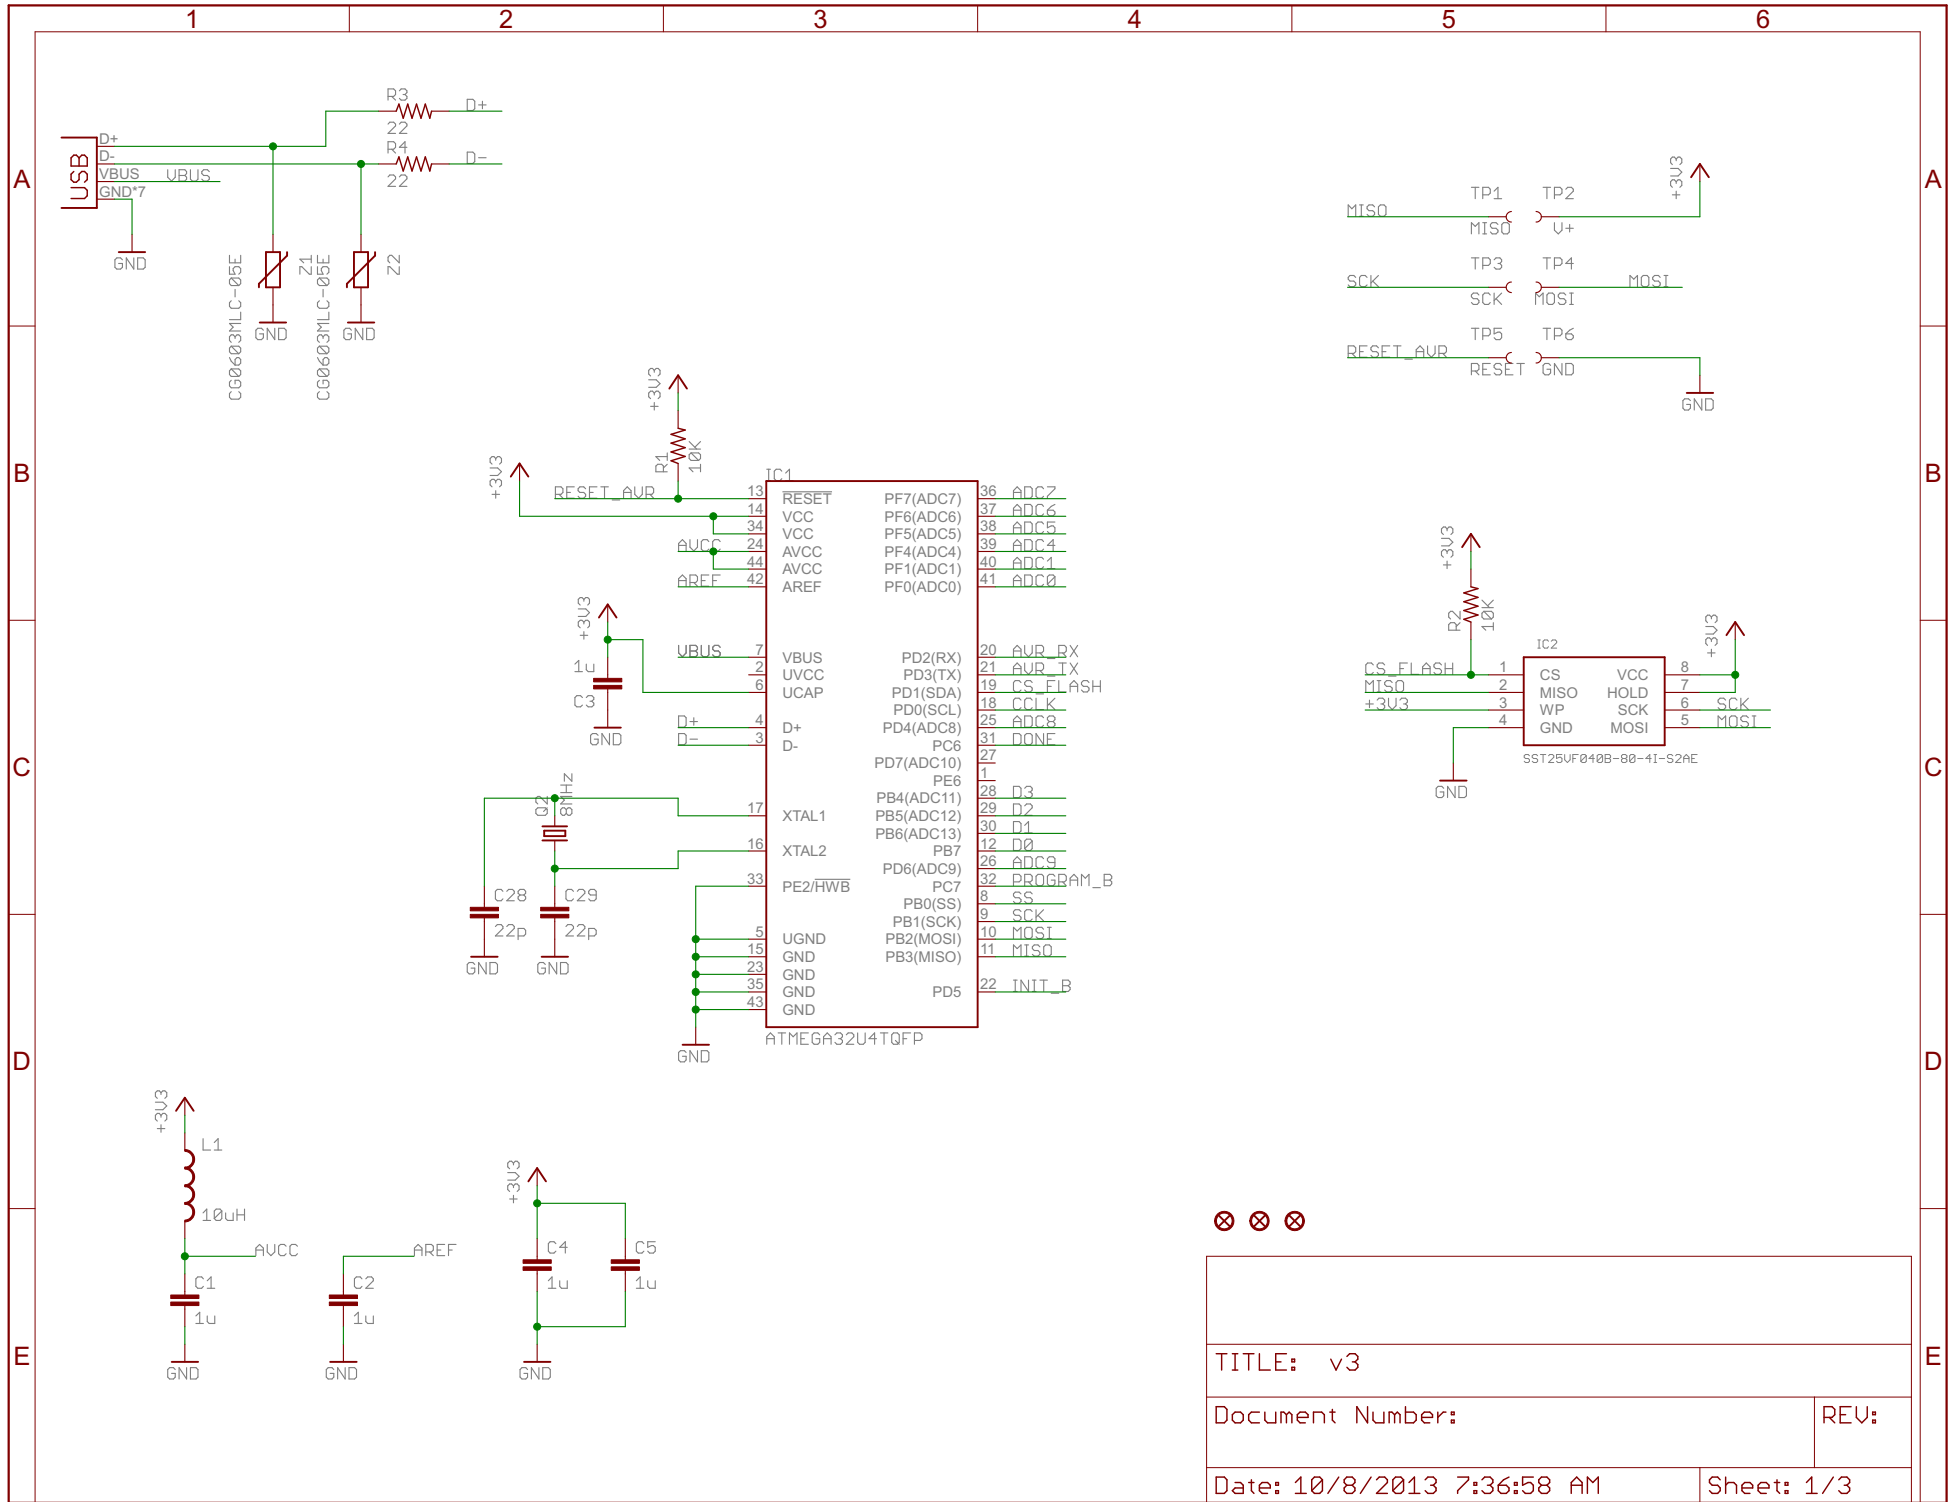 1 2 3 4 5 6
A A
B B
C C
D D
E E
USB
D+
D-
VBUS VBUS
GND*7
GND
R3
22
D+
R4
22
D-
CG0603MLC-05E
Z1
GND
CG0603MLC-05E
Z2
GND
TP1 TP2
MISO
MISO V+
+3V3
TP3 TP4
SCK MOSI
SCK MOSI
TP5 TP6
RESET_AVR
RESET GND
GND
+3V3
R1
10K
+3V3
RESET_AVR
AVCC
AREF
IC1
13 RESET PF7(ADC7) 36 ADC7
14 VCC PF6(ADC6) 37 ADC6
34 VCC PF5(ADC5) 38 ADC5
24 AVCC PF4(ADC4) 39 ADC4
44 AVCC PF1(ADC1) 40 ADC1
42 AREF PF0(ADC0) 41 ADC0
VBUS 7 VBUS PD2(RX) 20 AVR_RX
2 UVCC PD3(TX) 21 AVR_TX
6 UCAP PD1(SDA) 19 CS_FLASH
PD0(SCL) 18 CCLK
D+ 4 D+ PD4(ADC8) 25 ADC8
D- 3 D- PC6 31 DONE
PD7(ADC10) 27
PE6 1
PB4(ADC11) 28 D3
17 XTAL1 PB5(ADC12) 29 D2
PB6(ADC13) 30 D1
16 XTAL2 PB7 12 D0
PD6(ADC9) 26 ADC9
33 PE2/HWB PC7 32 PROGRAM_B
PB0(SS) 8 SS
PB1(SCK) 9 SCK
5 UGND PB2(MOSI) 10 MOSI
15 GND PB3(MISO) 11 MISO
23 GND
35 GND PD5 22 INIT_B
43 GND
ATMEGA32U4TQFP
GND
+3V3
1u
C3
GND
Q2
8MHz
C28
22p
GND
C29
22p
GND
+3V3
R2
10K
+3V3
IC2
CS_FLASH 1 CS VCC 8
MISO 2 MISO HOLD 7
+3V3 3 WP SCK 6 SCK
4 GND MOSI 5 MOSI
SST25VF040B-80-4I-S2AE
GND
+3V3
L1
10uH
AVCC
C1
1u
GND
AREF
C2
1u
GND
+3V3
C4
1u
C5
1u
GND
TITLE: v3
Document Number:
REV:
Date: 10/8/2013 7:36:58 AM
Sheet: 1/3